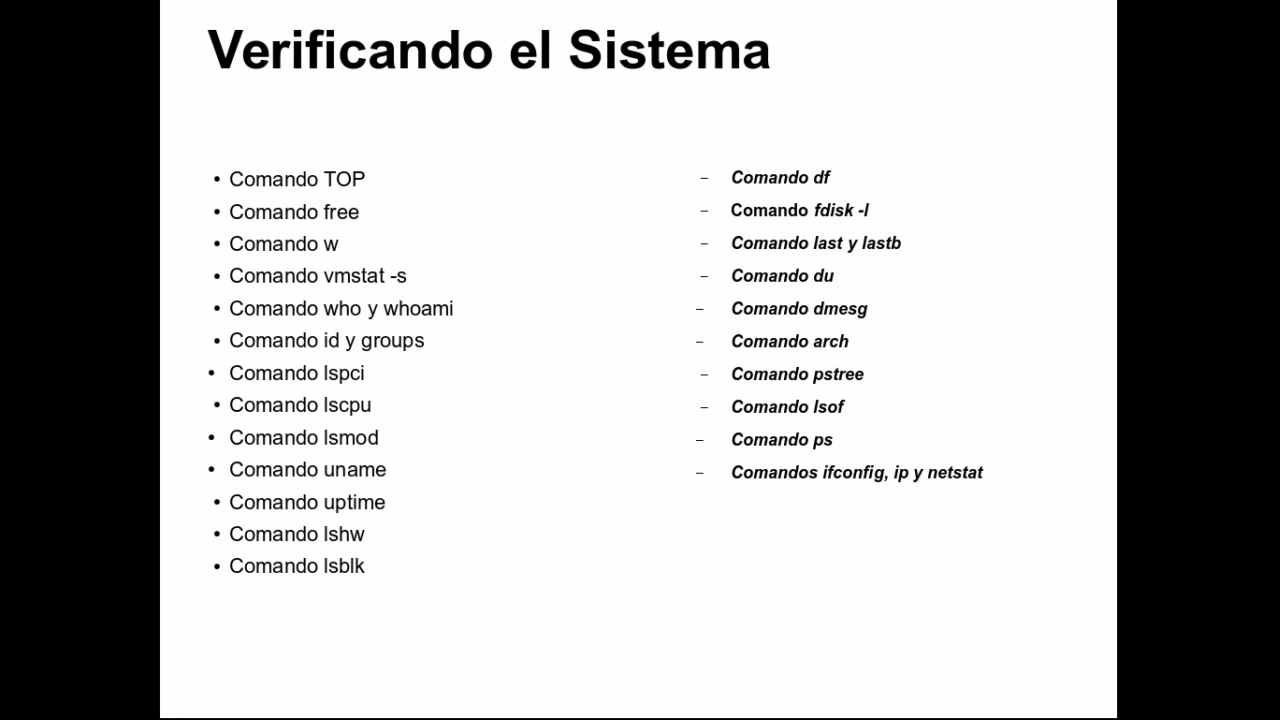 Verificando el Sistema
• Comando TOP
• Comando free
• Comando w
• Comando vmstat -s
• Comando who y whoami
• Comando id y groups
• Comando lspci
• Comando lscpu
• Comando lsmod
• Comando uname
• Comando uptime
• Comando lshw
• Comando lsblk
– Comando df
– Comando fdisk -l
– Comando last y lastb
– Comando du
– Comando dmesg
– Comando arch
– Comando pstree
– Comando lsof
– Comando ps
– Comandos ifconfig, ip y netstat